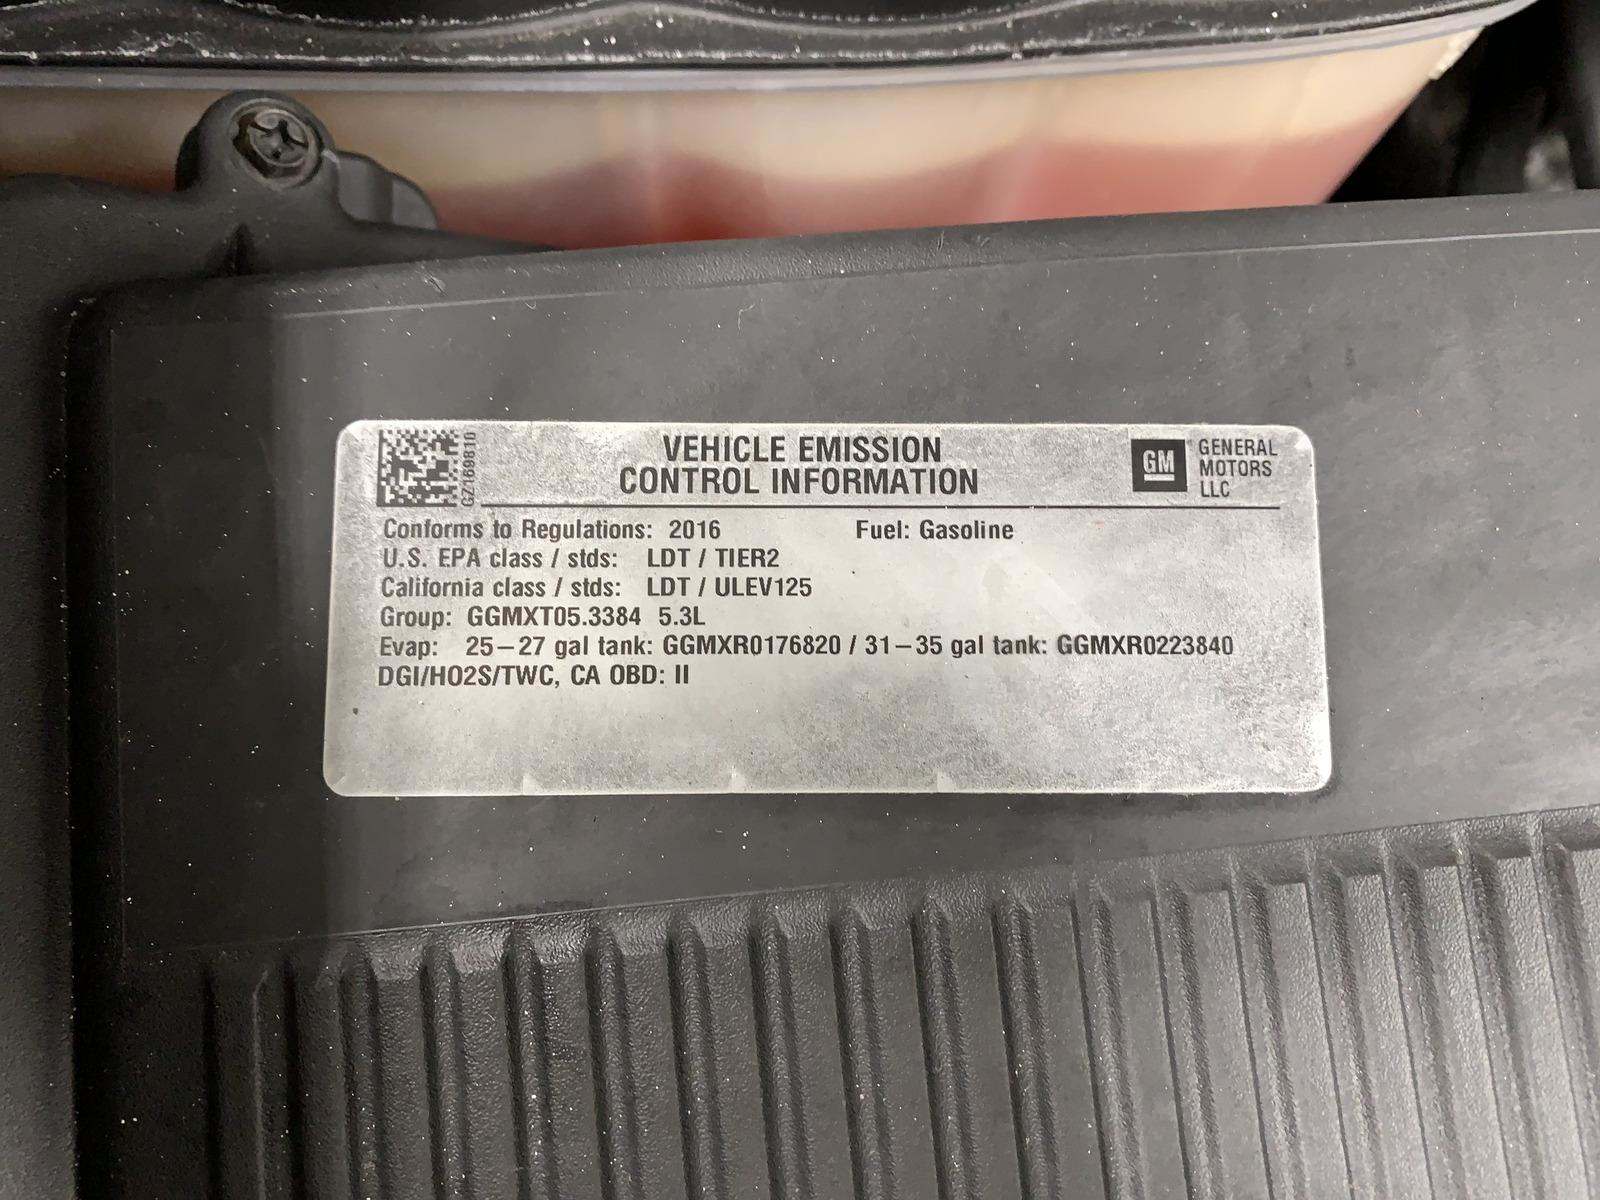 CZ169810
VEHICLE EMISSION
CONTROL INFORMATION
GM
GENERAL
MOTORS
LLC
Conforms to Regulations: 2016 Fuel: Gasoline
U.S. EPA class / stds: LDT / TIER2
California class / stds: LDT / ULEV125
Group: GGMXT05.3384 5.3L
Evap: 25-27 gal tank: GGMXR0176820 / 31-35 gal tank: GGMXR0223840
DGI/HO2S/TWC, CA OBD: II